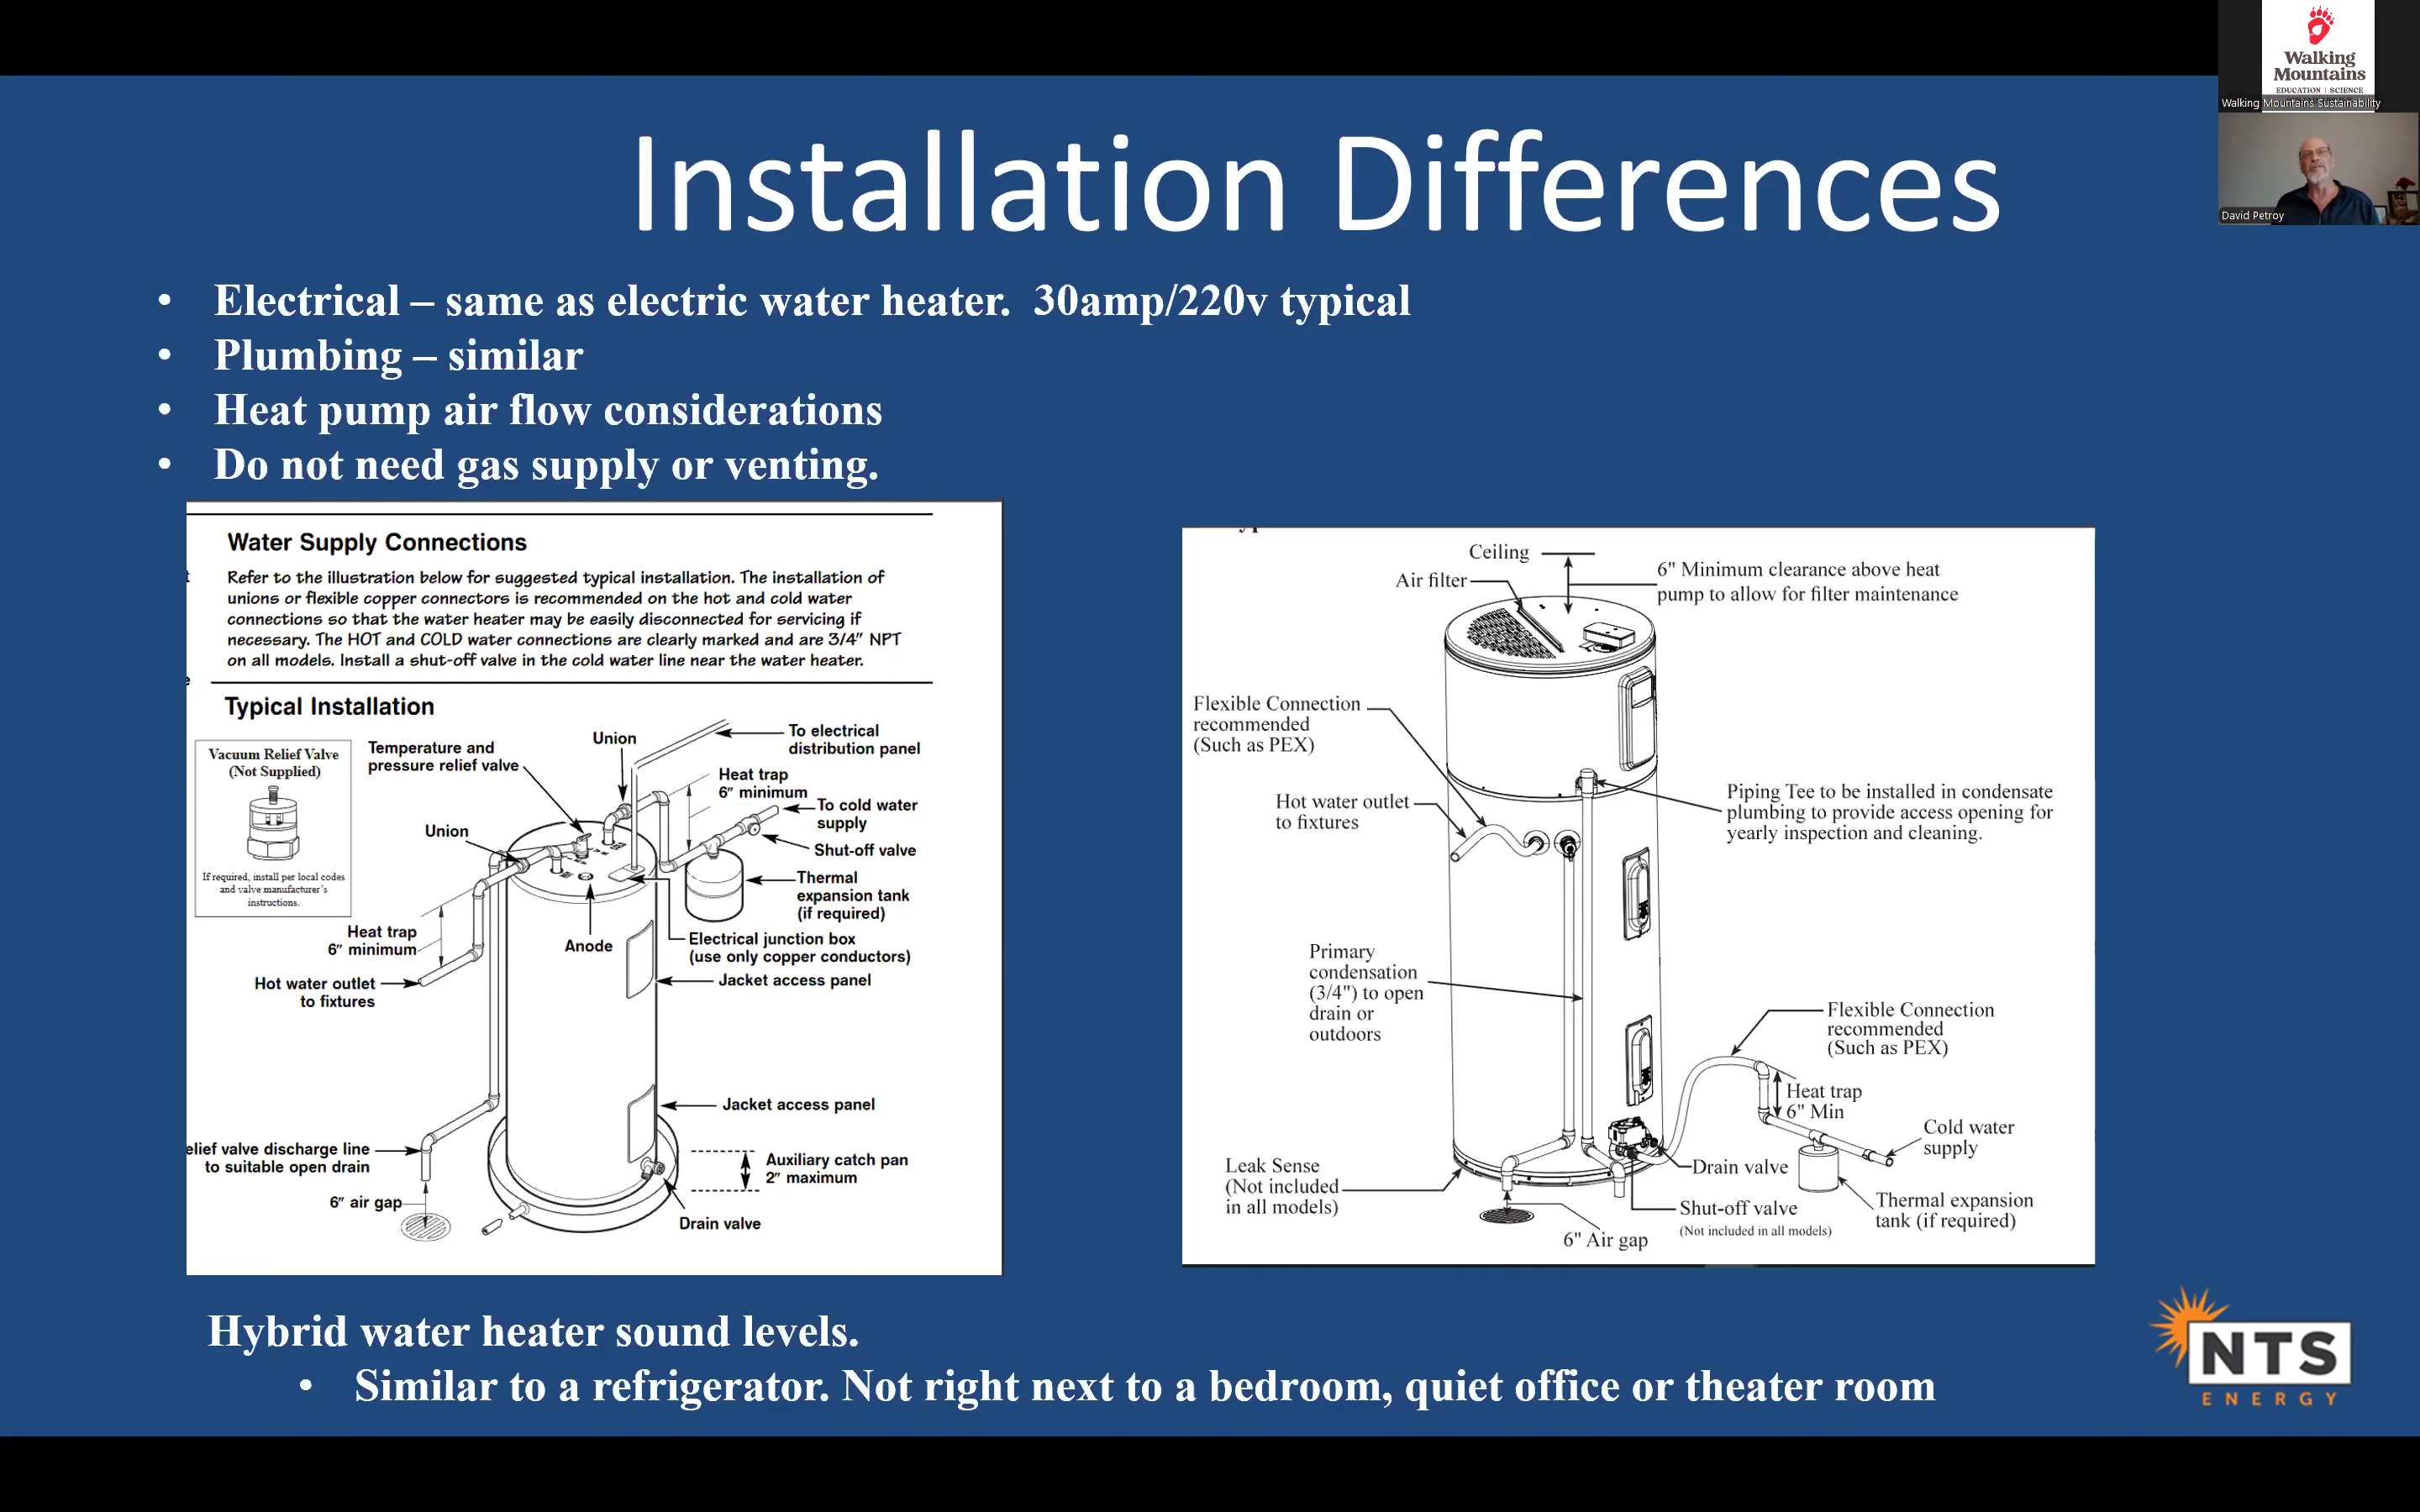 Walking
Mountains
EDUCATION | SCIENCE
Walking Mountains Sustainability
David Petroy
Installation Differences
• Electrical – same as electric water heater.  30amp/220v typical
• Plumbing – similar
• Heat pump air flow considerations
• Do not need gas supply or venting.
Water Supply Connections
Refer to the illustration below for suggested typical installation. The installation of
unions or flexible copper connectors is recommended on the hot and cold water
connections so that the water heater may be easily disconnected for servicing if
necessary. The HOT and COLD water connections are clearly marked and are 3/4" NPT
on all models. Install a shut-off valve in the cold water line near the water heater.
Typical Installation
Vacuum Relief Valve
(Not Supplied)
If required, install per local codes
and valve manufacturer's
instructions.
Temperature and
pressure relief valve
Union
To electrical
distribution panel
Heat trap
6" minimum
To cold water
supply
Union
Shut-off valve
Thermal
expansion tank
(if required)
Heat trap
6" minimum
Anode
Electrical junction box
(use only copper conductors)
Hot water outlet
to fixtures
Jacket access panel
Jacket access panel
elief valve discharge line
to suitable open drain
Auxiliary catch pan
2" maximum
6" air gap
Drain valve
Ceiling
Air filter
6" Minimum clearance above heat
pump to allow for filter maintenance
Flexible Connection
recommended
(Such as PEX)
Hot water outlet
to fixtures
Piping Tee to be installed in condensate
plumbing to provide access opening for
yearly inspection and cleaning.
Primary
condensation
(3/4") to open
drain or
outdoors
Flexible Connection
recommended
(Such as PEX)
Heat trap
6" Min
Cold water
supply
Leak Sense
(Not included
in all models)
Drain valve
Shut-off valve
(Not included in all models)
Thermal expansion
tank (if required)
6" Air gap
Hybrid water heater sound levels.
• Similar to a refrigerator. Not right next to a bedroom, quiet office or theater room
NTS
ENERGY